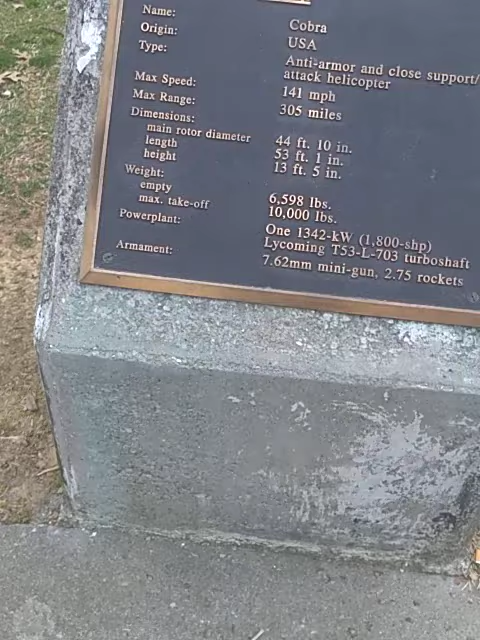 Name: Cobra
Origin: USA
Type: Anti-armor and close support/
attack helicopter
Max Speed: 141 mph
Max Range: 305 miles
Dimensions:
main rotor diameter 44 ft. 10 in.
length 53 ft. 1 in.
height 13 ft. 5 in.
Weight:
empty 6,598 lbs.
max. take-off 10,000 lbs.
Powerplant: One 1342-kW (1,800-shp)
Lycoming T53-L-703 turboshaft
Armament: 7.62mm mini-gun, 2.75 rockets